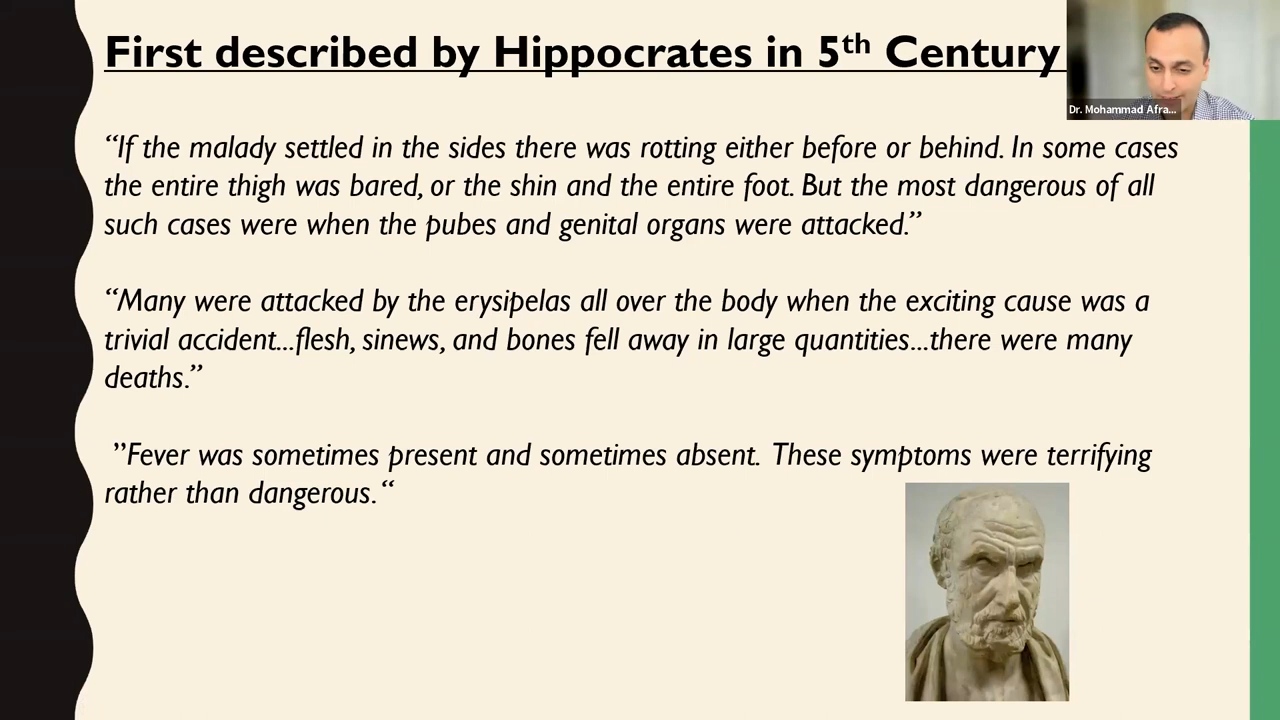 First described by Hippocrates in 5th Century
Dr. Mohammad Afra...
“If the malady settled in the sides there was rotting either before or behind. In some cases
the entire thigh was bared, or the shin and the entire foot. But the most dangerous of all
such cases were when the pubes and genital organs were attacked.”
“Many were attacked by the erysipelas all over the body when the exciting cause was a
trivial accident...flesh, sinews, and bones fell away in large quantities...there were many
deaths.”
”Fever was sometimes present and sometimes absent. These symptoms were terrifying
rather than dangerous. “